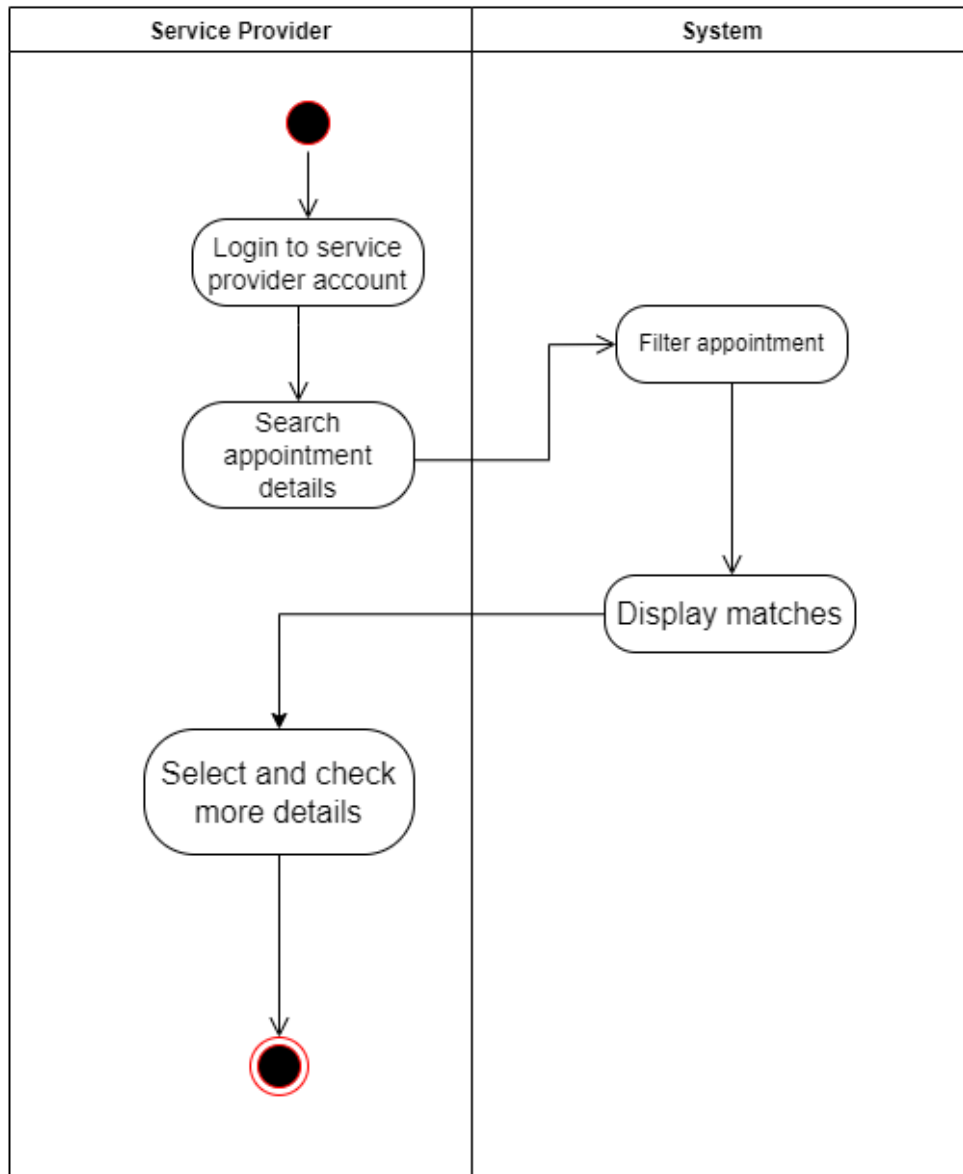 Service Provider
System
Login to service
provider account
Filter appointment
Search
appointment
details
Display matches
Select and check
more details